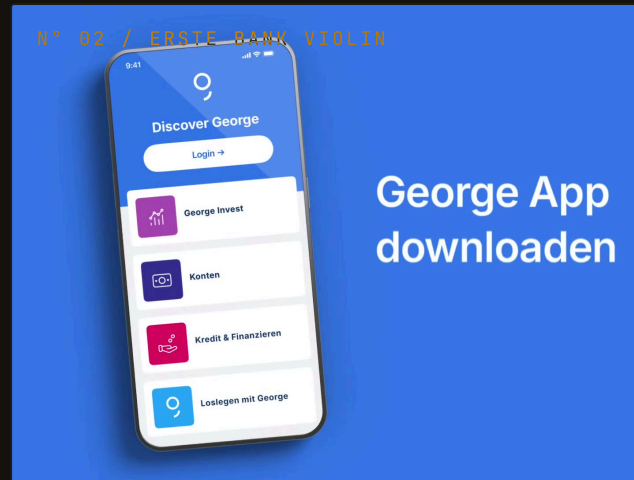 N° 02 / ERSTE BANK VIOLIN
9:41
Discover George
Login →
George Invest
Konten
Kredit & Finanzieren
Loslegen mit George
George App
downloaden